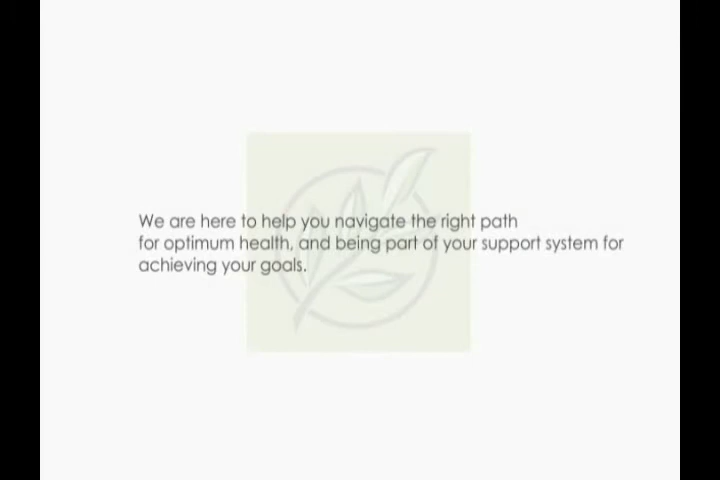 We are here to help you navigate the right path
for optimum health, and being part of your support system for
achieving your goals.